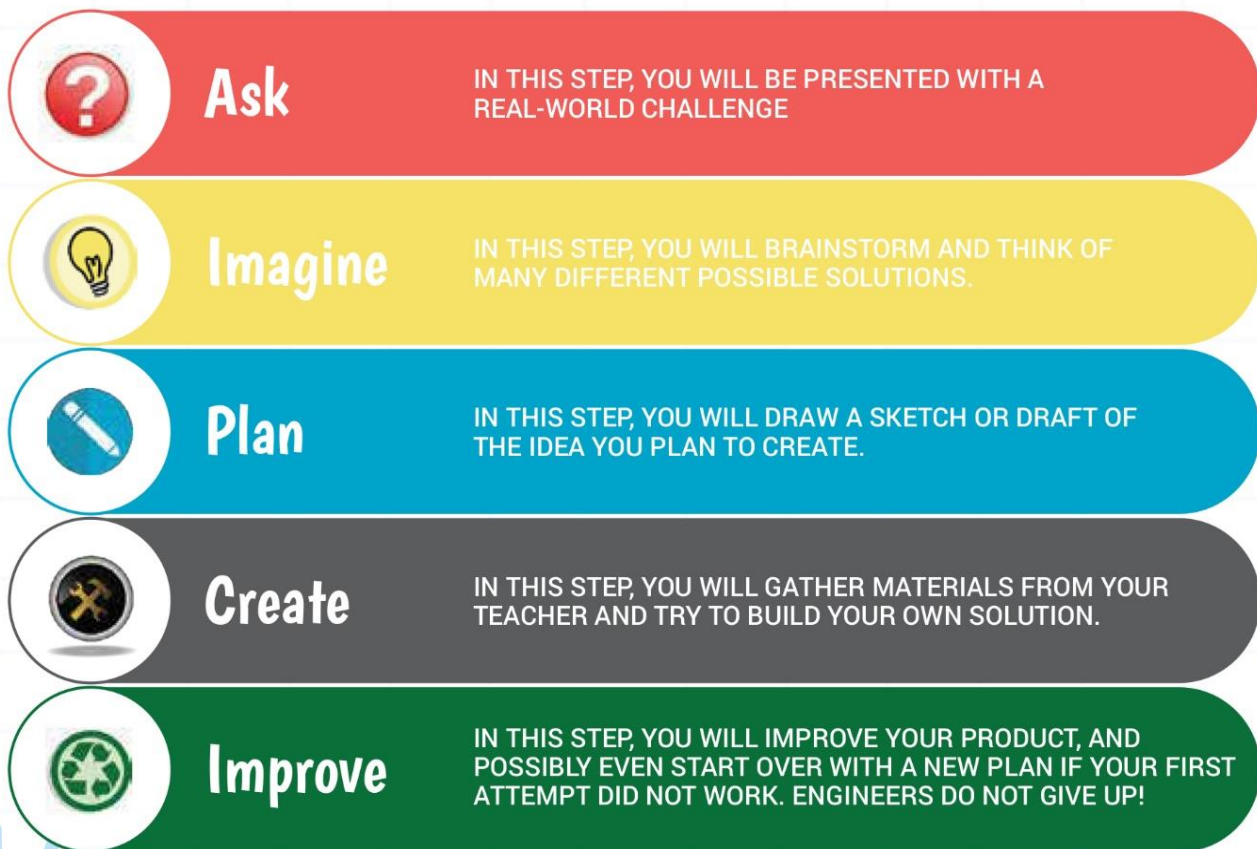 Ask
IN THIS STEP, YOU WILL BE PRESENTED WITH A
REAL-WORLD CHALLENGE
Imagine
IN THIS STEP, YOU WILL BRAINSTORM AND THINK OF
MANY DIFFERENT POSSIBLE SOLUTIONS.
Plan
IN THIS STEP, YOU WILL DRAW A SKETCH OR DRAFT OF
THE IDEA YOU PLAN TO CREATE.
Create
IN THIS STEP, YOU WILL GATHER MATERIALS FROM YOUR
TEACHER AND TRY TO BUILD YOUR OWN SOLUTION.
Improve
IN THIS STEP, YOU WILL IMPROVE YOUR PRODUCT, AND
POSSIBLY EVEN START OVER WITH A NEW PLAN IF YOUR FIRST
ATTEMPT DID NOT WORK. ENGINEERS DO NOT GIVE UP!